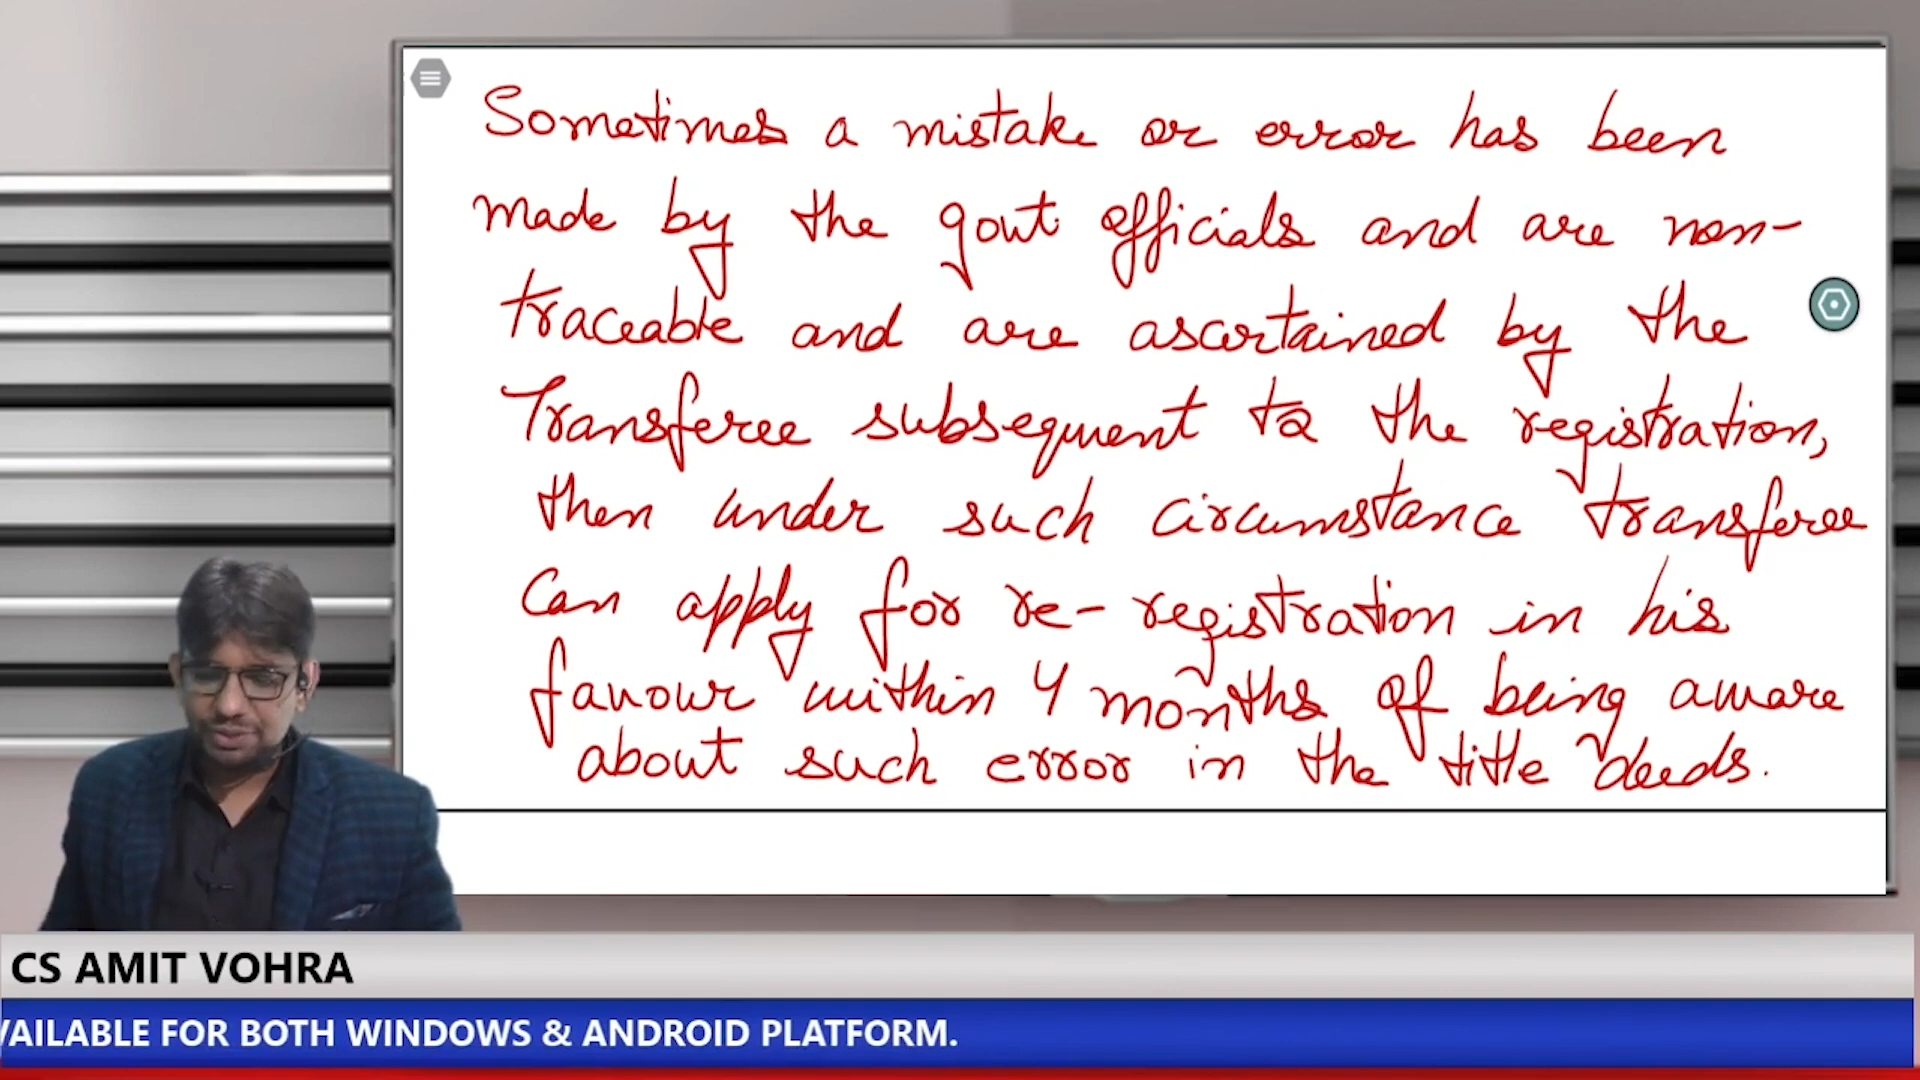 Sometimes a mistake or error has been
made by the govt officials and are non-
traceable and are ascertained by the
Transferee subsequent to the registration,
then under such circumstance transferee
Can apply for re-registration in his
favour within 4 months of being aware
about such error in the title deeds.
CS AMIT VOHRA
VAILABLE FOR BOTH WINDOWS & ANDROID PLATFORM.